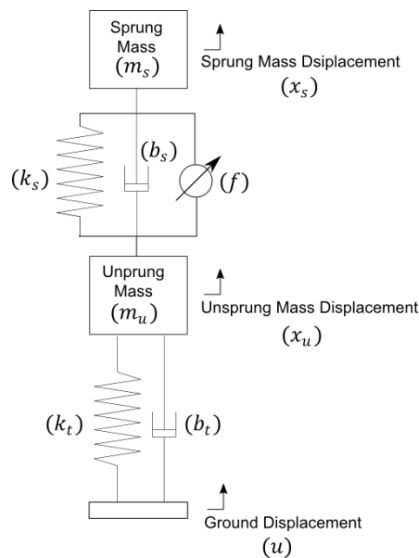 Sprung
Mass
(m_s)
Sprung Mass Dsiplacement
(x_s)
(k_s)
(b_s)
(f)
Unprung
Mass
(m_u)
Unsprung Mass Displacement
(x_u)
(k_t)
(b_t)
Ground Displacement
(u)